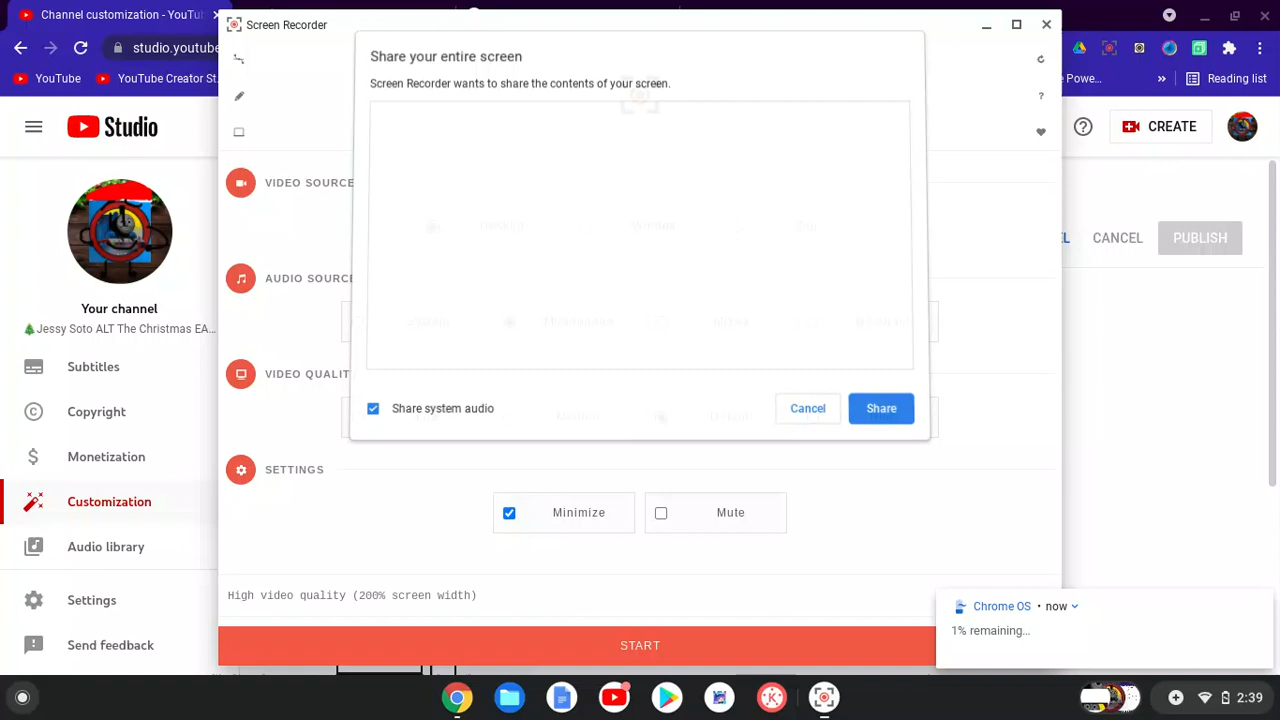 Screen Recorder
studio.youtube
YouTube
YouTube Creator St
Reading list
Studio
CREATE
CANCEL
PUBLISH
Your channel
🎄Jessy Soto ALT The Christmas EA...
Subtitles
Copyright
Monetization
Customization
Audio library
Settings
Send feedback
Share your entire screen
Screen Recorder wants to share the contents of your screen.
Share system audio
Cancel
Share
VIDEO SOURCE
Window
AUDIO SOURCE
VIDEO QUALIT
SETTINGS
Minimize
Mute
High video quality (200% screen width)
START
Chrome OS • now
1% remaining...
2:39